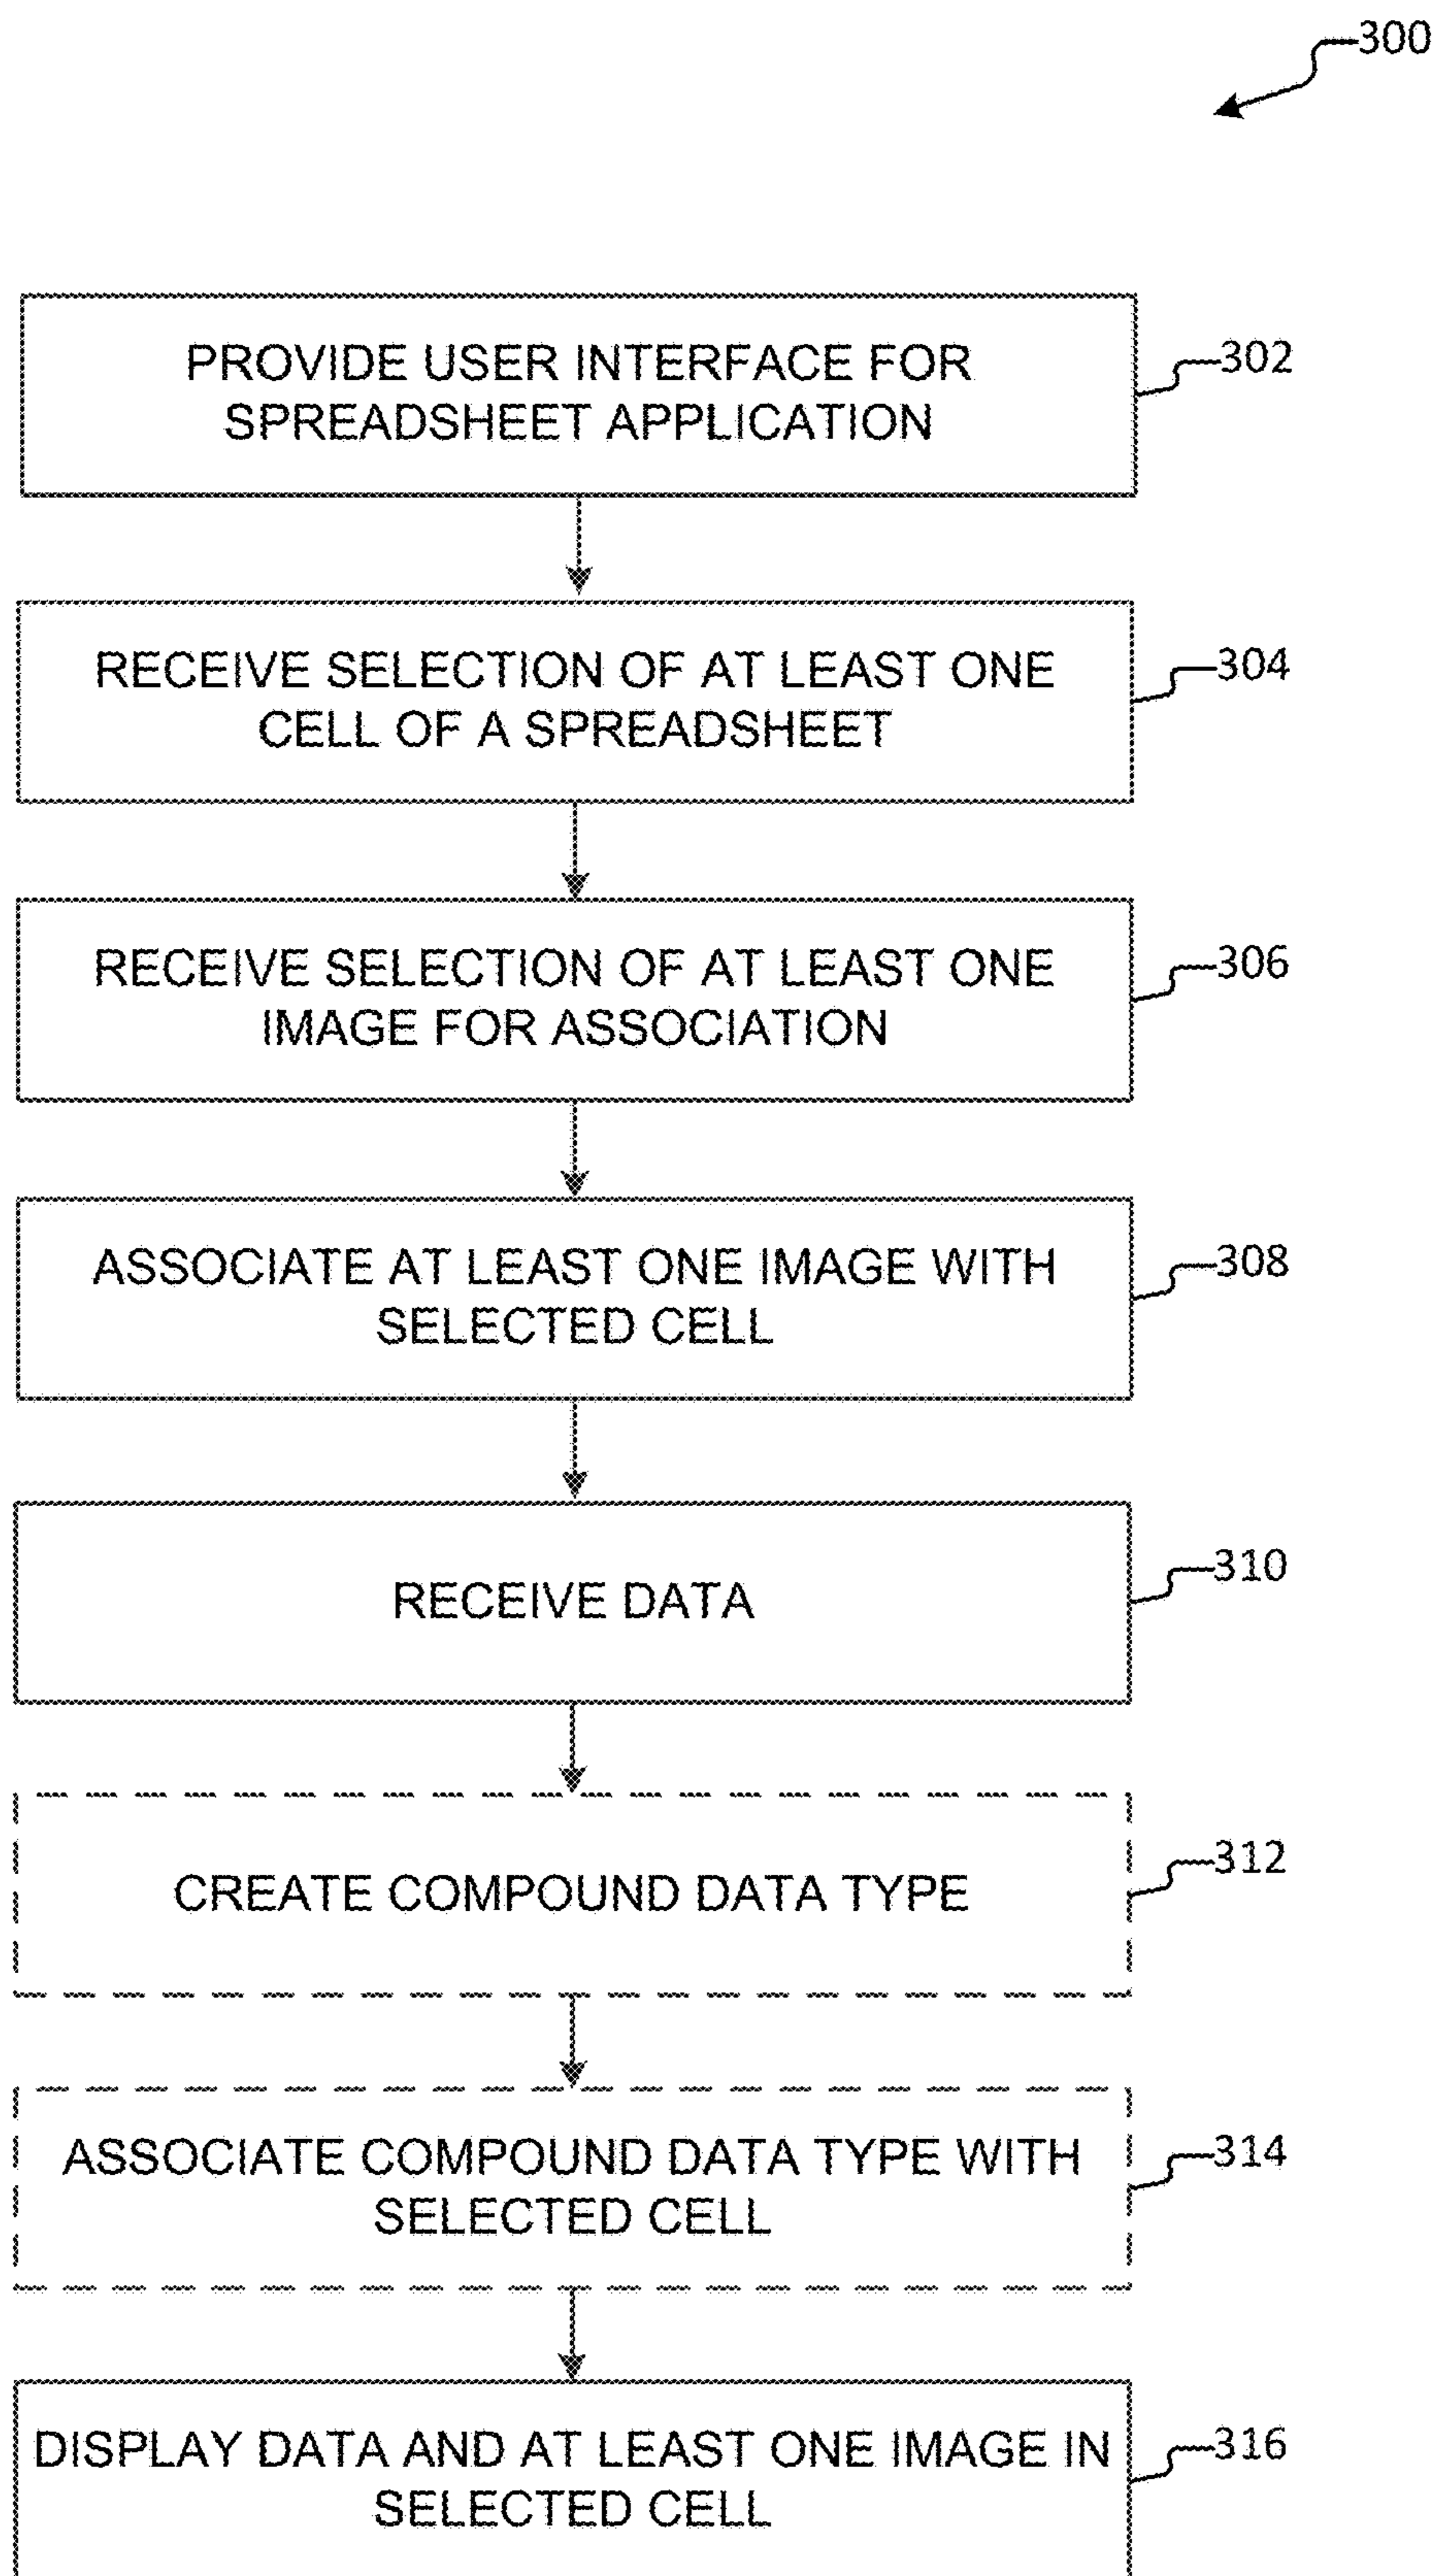 300
PROVIDE USER INTERFACE FOR
SPREADSHEET APPLICATION
302
RECEIVE SELECTION OF AT LEAST ONE
CELL OF A SPREADSHEET
304
RECEIVE SELECTION OF AT LEAST ONE
IMAGE FOR ASSOCIATION
306
ASSOCIATE AT LEAST ONE IMAGE WITH
SELECTED CELL
308
RECEIVE DATA
310
CREATE COMPOUND DATA TYPE
312
ASSOCIATE COMPOUND DATA TYPE WITH
SELECTED CELL
314
DISPLAY DATA AND AT LEAST ONE IMAGE IN
SELECTED CELL
316